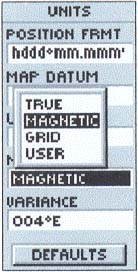 UNITS
POSITION FRMT
hddd°mm.mmm'
MAP DATUM
TRUE
MAGNETIC
GRID
USER
MAGNETIC
VARIANCE
004°E
DEFAULTS